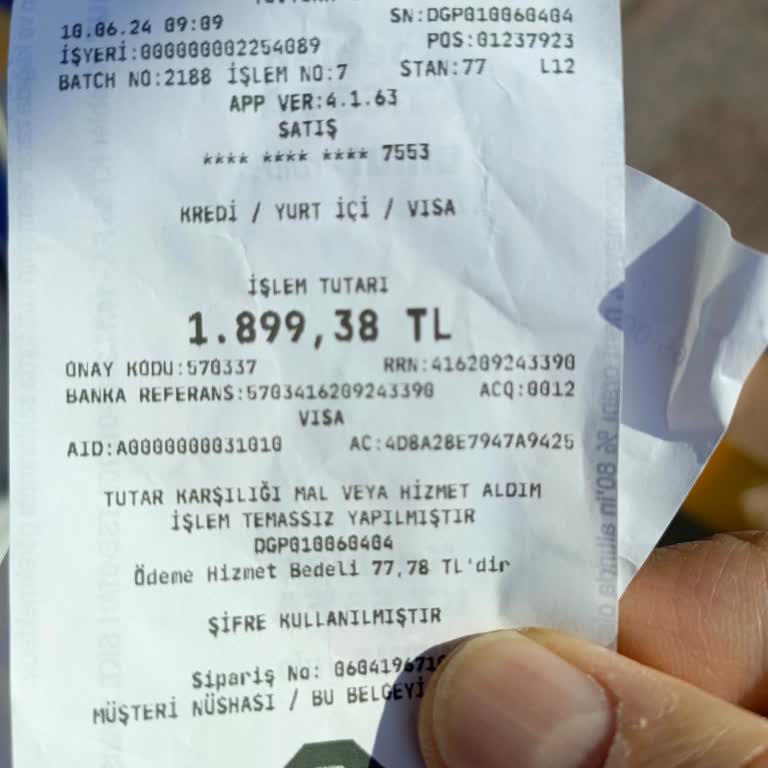 10.06.24 09:09 SN:DGP010060404
İŞYERİ:000000002254089 POS:01237923
BATCH NO:2188 İŞLEM NO:7 STAN:77 L12
APP VER:4.1.63
SATIŞ
**** **** **** 7553
KREDİ / YURT İÇİ / VISA
İŞLEM TUTARI
1.899,38 TL
ONAY KODU:570337 RRN:416209243390
BANKA REFERANS:5703416209243390 ACQ:0012
VISA
AID:A0000000031010 AC:4D8A28E7947A9425
TUTAR KARŞILIĞI MAL VEYA HİZMET ALDIM
İŞLEM TEMASSIZ YAPILMIŞTIR
DGP010060404
Ödeme Hizmet Bedeli 77,78 TL'dir
ŞİFRE KULLANILMIŞTIR
Sipariş No:
MÜŞTERİ NÜSHASI / BU BELGEYİ